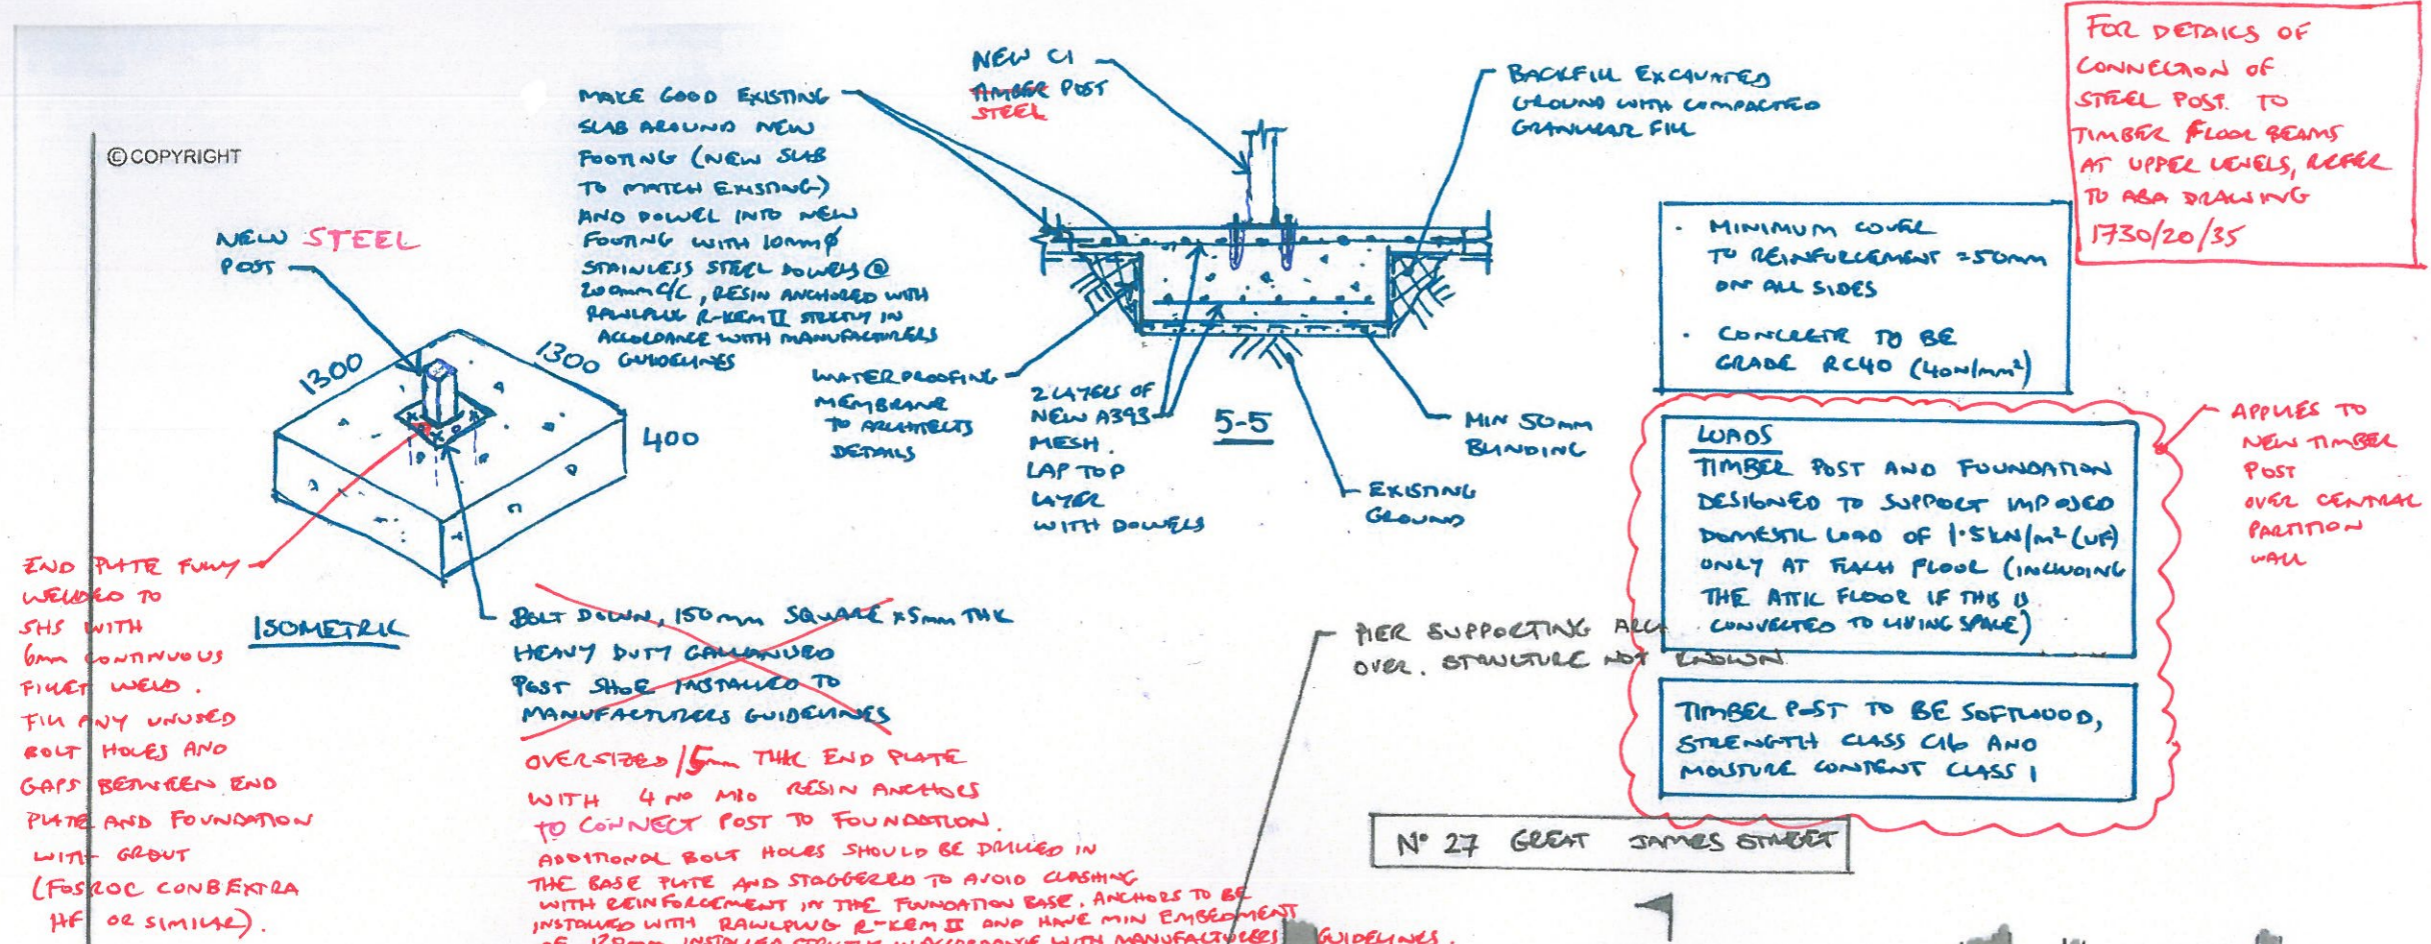 © COPYRIGHT
NEW STEEL
POST
1300
1300
400
ISOMETRIC
MAKE GOOD EXISTING
SLAB AROUND NEW
FOOTING (NEW SLAB
TO MATCH EXISTING)
AND DOWEL INTO NEW
FOOTING WITH 10mmφ
STAINLESS STEEL DOWELS @
200mm C/C, RESIN ANCHORED WITH
RAWLPLUG R-KEM II STRICTLY IN
ACCORDANCE WITH MANUFACTURERS
GUIDELINES
NEW C1
TIMBER POST
STEEL
BACKFILL EXCAVATED
GROUND WITH COMPACTED
GRANULAR FILL
WATERPROOFING
MEMBRANE
TO ARCHITECTS
DETAILS
2 LAYERS OF
NEW A393
MESH.
LAP TOP
LAYER
WITH DOWELS
5-5
MIN 50mm
BLINDING
EXISTING
GROUND
FOR DETAILS OF
CONNECTION OF
STEEL POST TO
TIMBER FLOOR BEAMS
AT UPPER LEVELS, REFER
TO ABA DRAWING
1730/20/35
· MINIMUM COVER
TO REINFORCEMENT = 50mm
ON ALL SIDES
· CONCRETE TO BE
GRADE RC40 (40N/mm²)
LOADS
TIMBER POST AND FOUNDATION
DESIGNED TO SUPPORT IMPOSED
DOMESTIC LOAD OF 1.5kN/m² (UF)
ONLY AT EACH FLOOR (INCLUDING
THE ATTIC FLOOR IF THIS IS
CONVERTED TO LIVING SPACE)
TIMBER POST TO BE SOFTWOOD,
STRENGTH CLASS C16 AND
MOISTURE CONTENT CLASS 1
APPLIES TO
NEW TIMBER
POST
OVER CENTRAL
PARTITION
WALL
END PLATE FULLY
WELDED TO
SHS WITH
6mm CONTINUOUS
FILLET WELD.
FILL ANY UNUSED
BOLT HOLES AND
GAPS BETWEEN END
PLATE AND FOUNDATION
WITH GROUT
(FOSROC CONBEXTRA
HF OR SIMILAR).
BOLT DOWN, 150mm SQUARE x 5mm THK
HEAVY DUTY GALVANISED
POST SHOE INSTALLED TO
MANUFACTURERS GUIDELINES
OVERSIZED 15mm THK END PLATE
WITH 4 NO M10 RESIN ANCHORS
TO CONNECT POST TO FOUNDATION.
ADDITIONAL BOLT HOLES SHOULD BE DRILLED IN
THE BASE PLATE AND STAGGERED TO AVOID CLASHING
WITH REINFORCEMENT IN THE FOUNDATION BASE. ANCHORS TO BE
INSTALLED WITH RAWLPLUG R-KEM II AND HAVE MIN EMBEDMENT
OF 120mm INSTALLED STRICTLY IN ACCORDANCE WITH MANUFACTURERS GUIDELINES.
PIER SUPPORTING ARCH
OVER. STRUCTURE NOT KNOWN
Nº 27 GREAT JAMES STREET